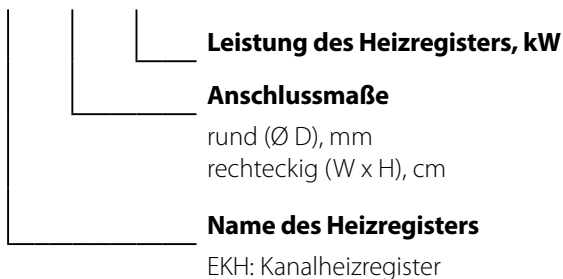 Leistung des Heizregisters, kW
Anschlussmaße
rund (Ø D), mm
rechteckig (W x H), cm
Name des Heizregisters
EKH: Kanalheizregister